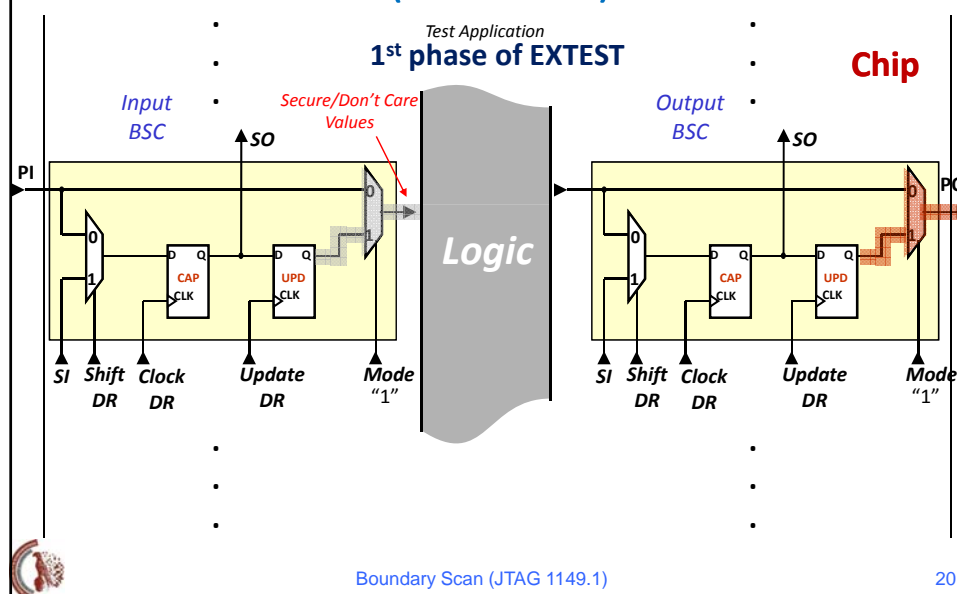 Test Application
1st phase of EXTEST
Chip
Input
BSC
Secure/Don't Care
Values
SO
Output
BSC
SO
PI
0
0
1
1
D Q
CAP
CLK
D Q
UPD
CLK
Logic
0
0
1
1
D Q
CAP
CLK
D Q
UPD
CLK
SI
Shift
DR
Clock
DR
Update
DR
Mode
"1"
SI
Shift
DR
Clock
DR
Update
DR
Mode
"1"
Boundary Scan (JTAG 1149.1)
20